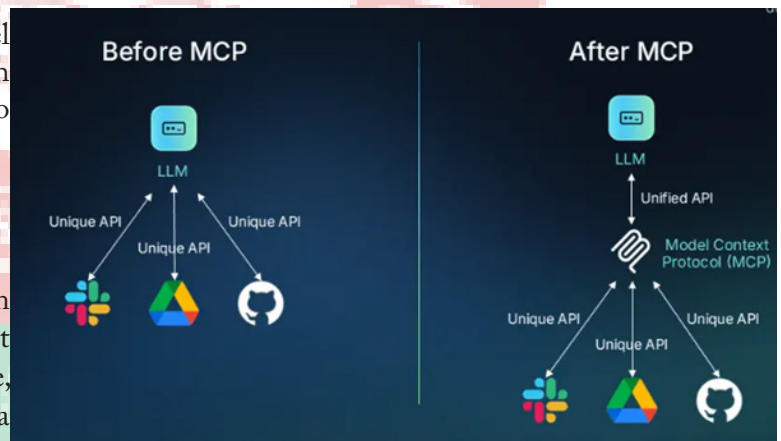 Before MCP
LLM
Unique API
Unique API
Unique API
After MCP
LLM
Unified API
Model Context
Protocol (MCP)
Unique API
Unique API
Unique API